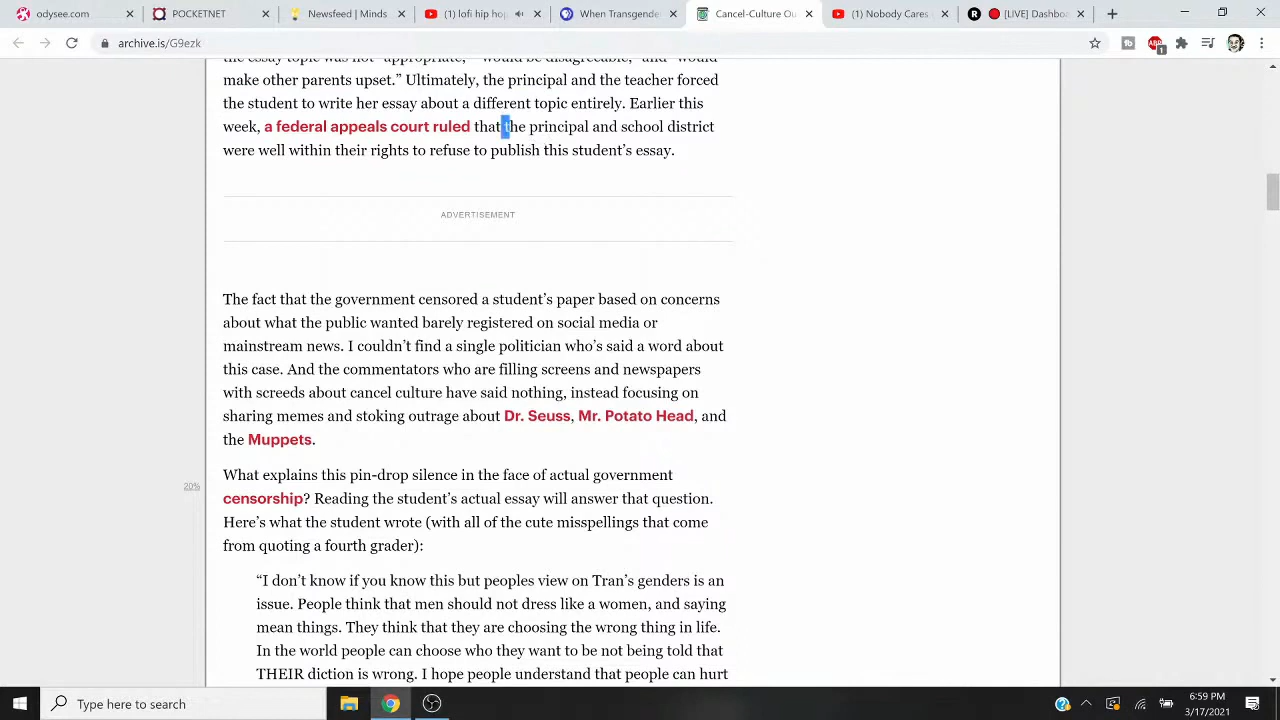 odysee.com
POCKETNET
Newsfeed | Minds
(1) lofi hip hop
When Transgende
Cancel-Culture Ou
(1) Nobody Cares
[LIVE] Dashboa
archive.is/G9ezk
the essay topic was not “appropriate,” “would be disagreeable,” and “would
make other parents upset.” Ultimately, the principal and the teacher forced
the student to write her essay about a different topic entirely. Earlier this
week, a federal appeals court ruled that the principal and school district
were well within their rights to refuse to publish this student’s essay.
ADVERTISEMENT
The fact that the government censored a student’s paper based on concerns
about what the public wanted barely registered on social media or
mainstream news. I couldn’t find a single politician who’s said a word about
this case. And the commentators who are filling screens and newspapers
with screeds about cancel culture have said nothing, instead focusing on
sharing memes and stoking outrage about Dr. Seuss, Mr. Potato Head, and
the Muppets.
What explains this pin-drop silence in the face of actual government
20%
censorship? Reading the student’s actual essay will answer that question.
Here’s what the student wrote (with all of the cute misspellings that come
from quoting a fourth grader):
“I don’t know if you know this but peoples view on Tran’s genders is an
issue. People think that men should not dress like a women, and saying
mean things. They think that they are choosing the wrong thing in life.
In the world people can choose who they want to be not being told that
THEIR diction is wrong. I hope people understand that people can hurt
Type here to search
6:59 PM
3/17/2021